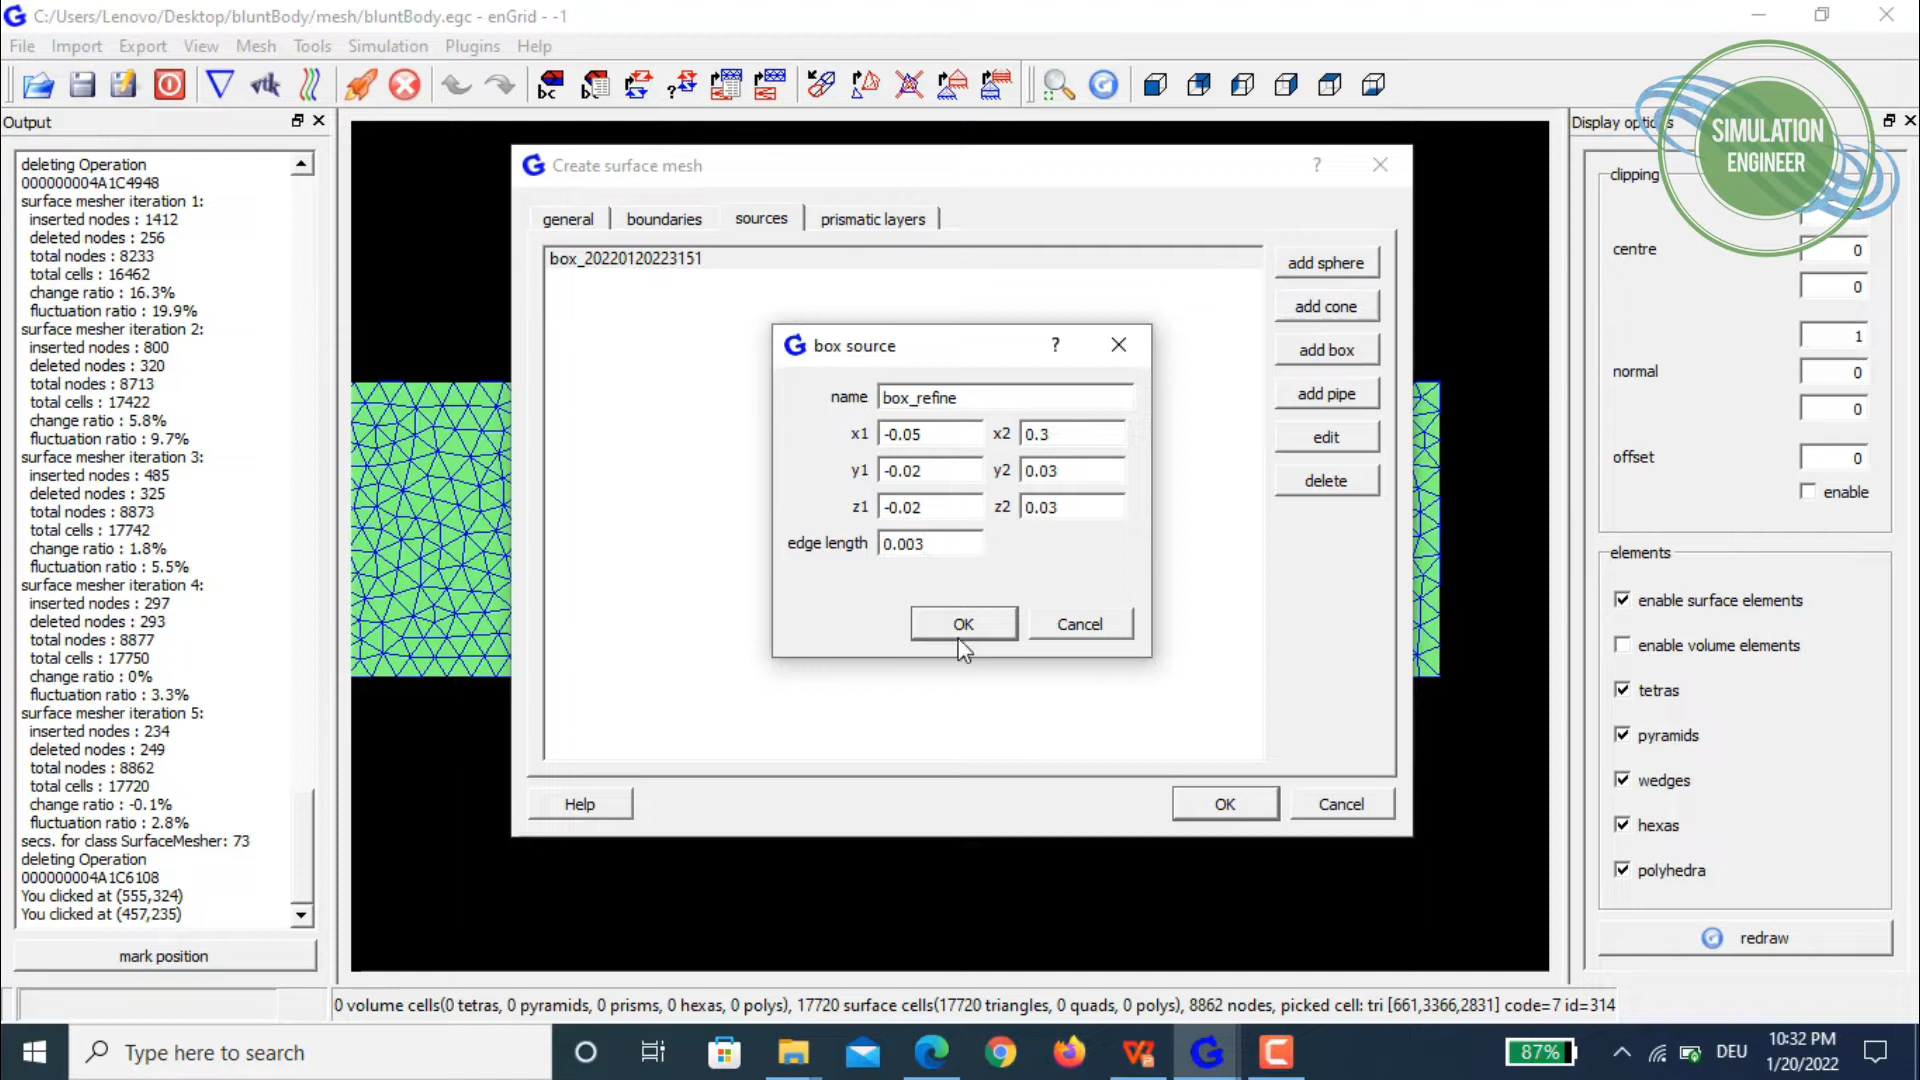 C:/Users/Lenovo/Desktop/bluntBody/mesh/bluntBody.egc - enGrid - -1
File Import Export View Mesh Tools Simulation Plugins Help
bc
vtk
Output
Display options
SIMULATION
ENGINEER
deleting Operation
000000004A1C4948
surface mesher iteration 1:
inserted nodes : 1412
deleted nodes : 256
total nodes : 8233
total cells : 16462
change ratio : 16.3%
fluctuation ratio : 19.9%
surface mesher iteration 2:
inserted nodes : 800
deleted nodes : 320
total nodes : 8713
total cells : 17422
change ratio : 5.8%
fluctuation ratio : 9.7%
surface mesher iteration 3:
inserted nodes : 485
deleted nodes : 325
total nodes : 8873
total cells : 17742
change ratio : 1.8%
fluctuation ratio : 5.5%
surface mesher iteration 4:
inserted nodes : 297
deleted nodes : 293
total nodes : 8877
total cells : 17750
change ratio : 0%
fluctuation ratio : 3.3%
surface mesher iteration 5:
inserted nodes : 234
deleted nodes : 249
total nodes : 8862
total cells : 17720
change ratio : -0.1%
fluctuation ratio : 2.8%
secs. for class SurfaceMesher: 73
deleting Operation
000000004A1C6108
You clicked at (555,324)
You clicked at (457,235)
mark position
Create surface mesh
general boundaries sources prismatic layers
box_20220120223151
add sphere
add cone
add box
add pipe
edit
delete
box source
name box_refine
x1 -0.05 x2 0.3
y1 -0.02 y2 0.03
z1 -0.02 z2 0.03
edge length 0.003
OK Cancel
Help OK Cancel
clipping
centre 0
0
1
normal 0
0
offset 0
enable
elements
enable surface elements
enable volume elements
tetras
pyramids
wedges
hexas
polyhedra
redraw
0 volume cells(0 tetras, 0 pyramids, 0 prisms, 0 hexas, 0 polys), 17720 surface cells(17720 triangles, 0 quads, 0 polys), 8862 nodes, picked cell: tri [661,3366,2831] code=7 id=314
Type here to search
87%
DEU
10:32 PM
1/20/2022